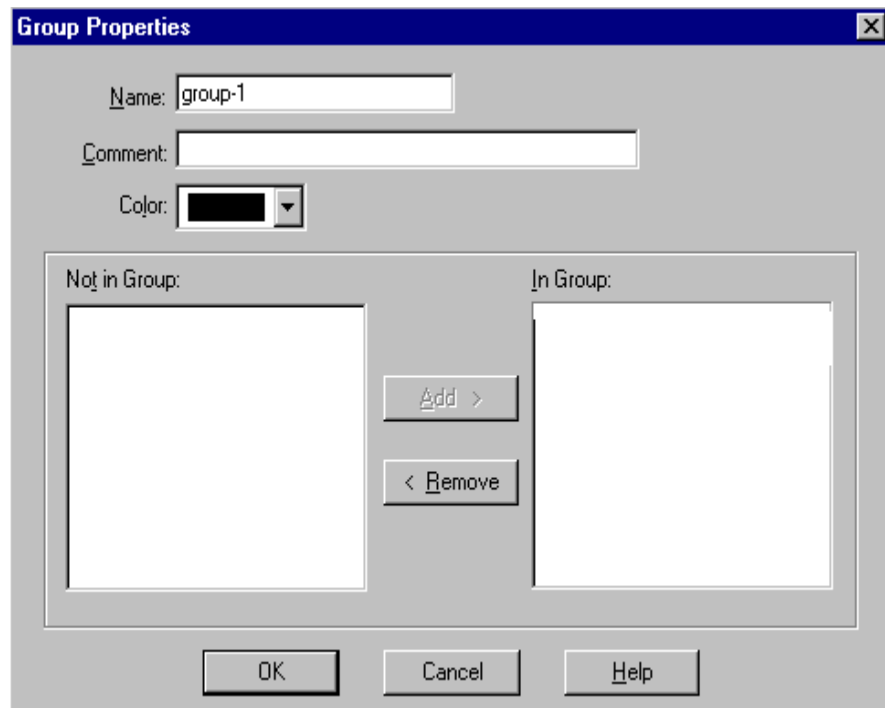 Group Properties
Name: group-1
Comment:
Color:
Not in Group:
In Group:
Add >
< Remove
OK
Cancel
Help